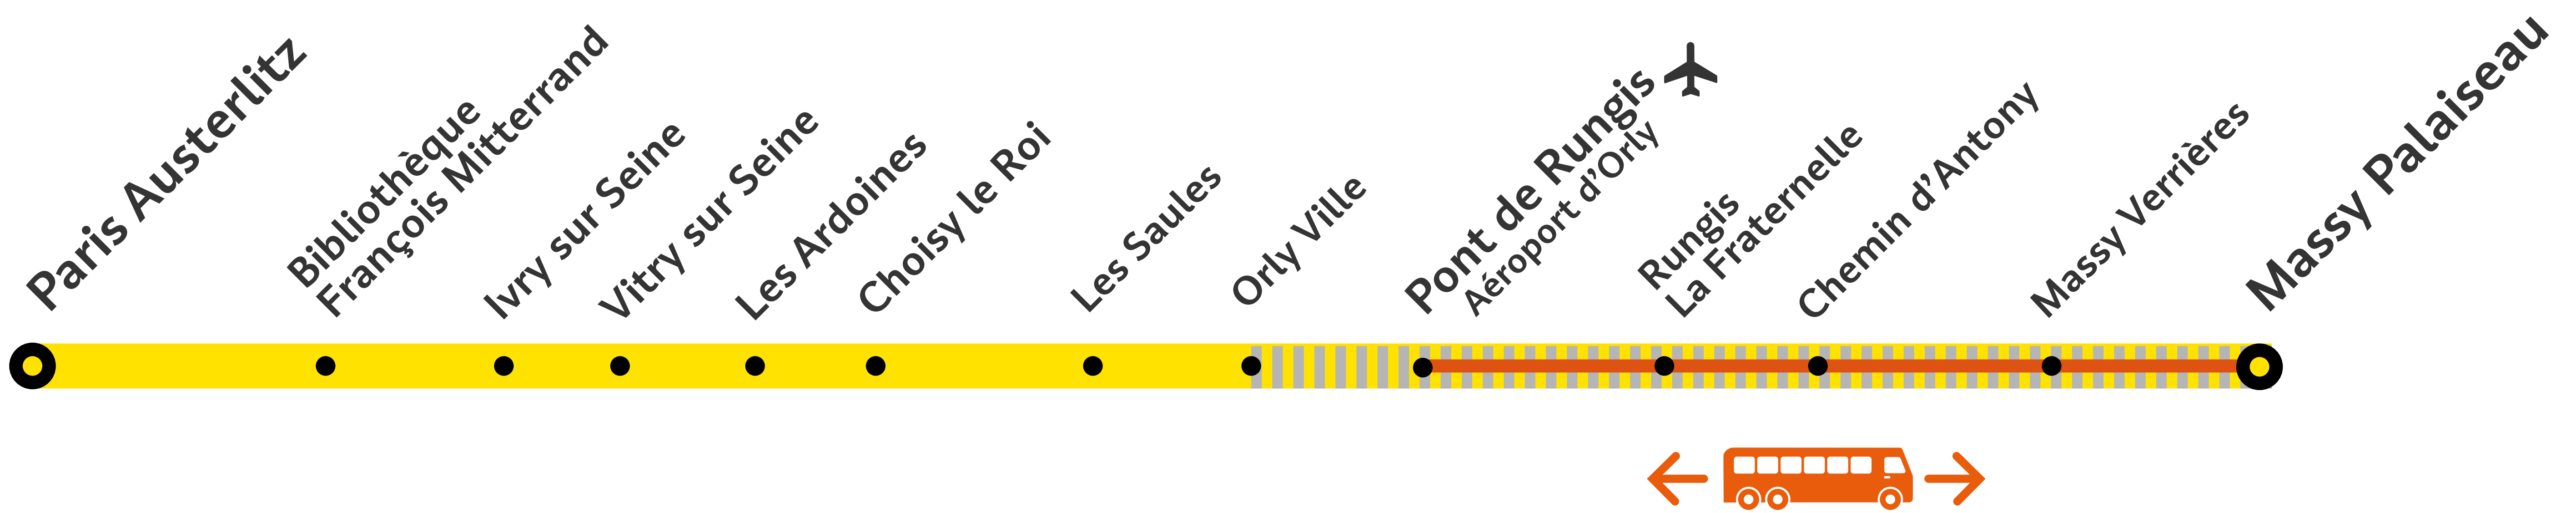 Paris Austerlitz
Bibliothèque
François Mitterrand
Ivry sur Seine
Vitry sur Seine
Les Ardoines
Choisy le Roi
Les Saules
Orly Ville
Pont de Rungis
Aéroport d'Orly
Rungis
La Fraternelle
Chemin d'Antony
Massy Verrières
Massy Palaiseau